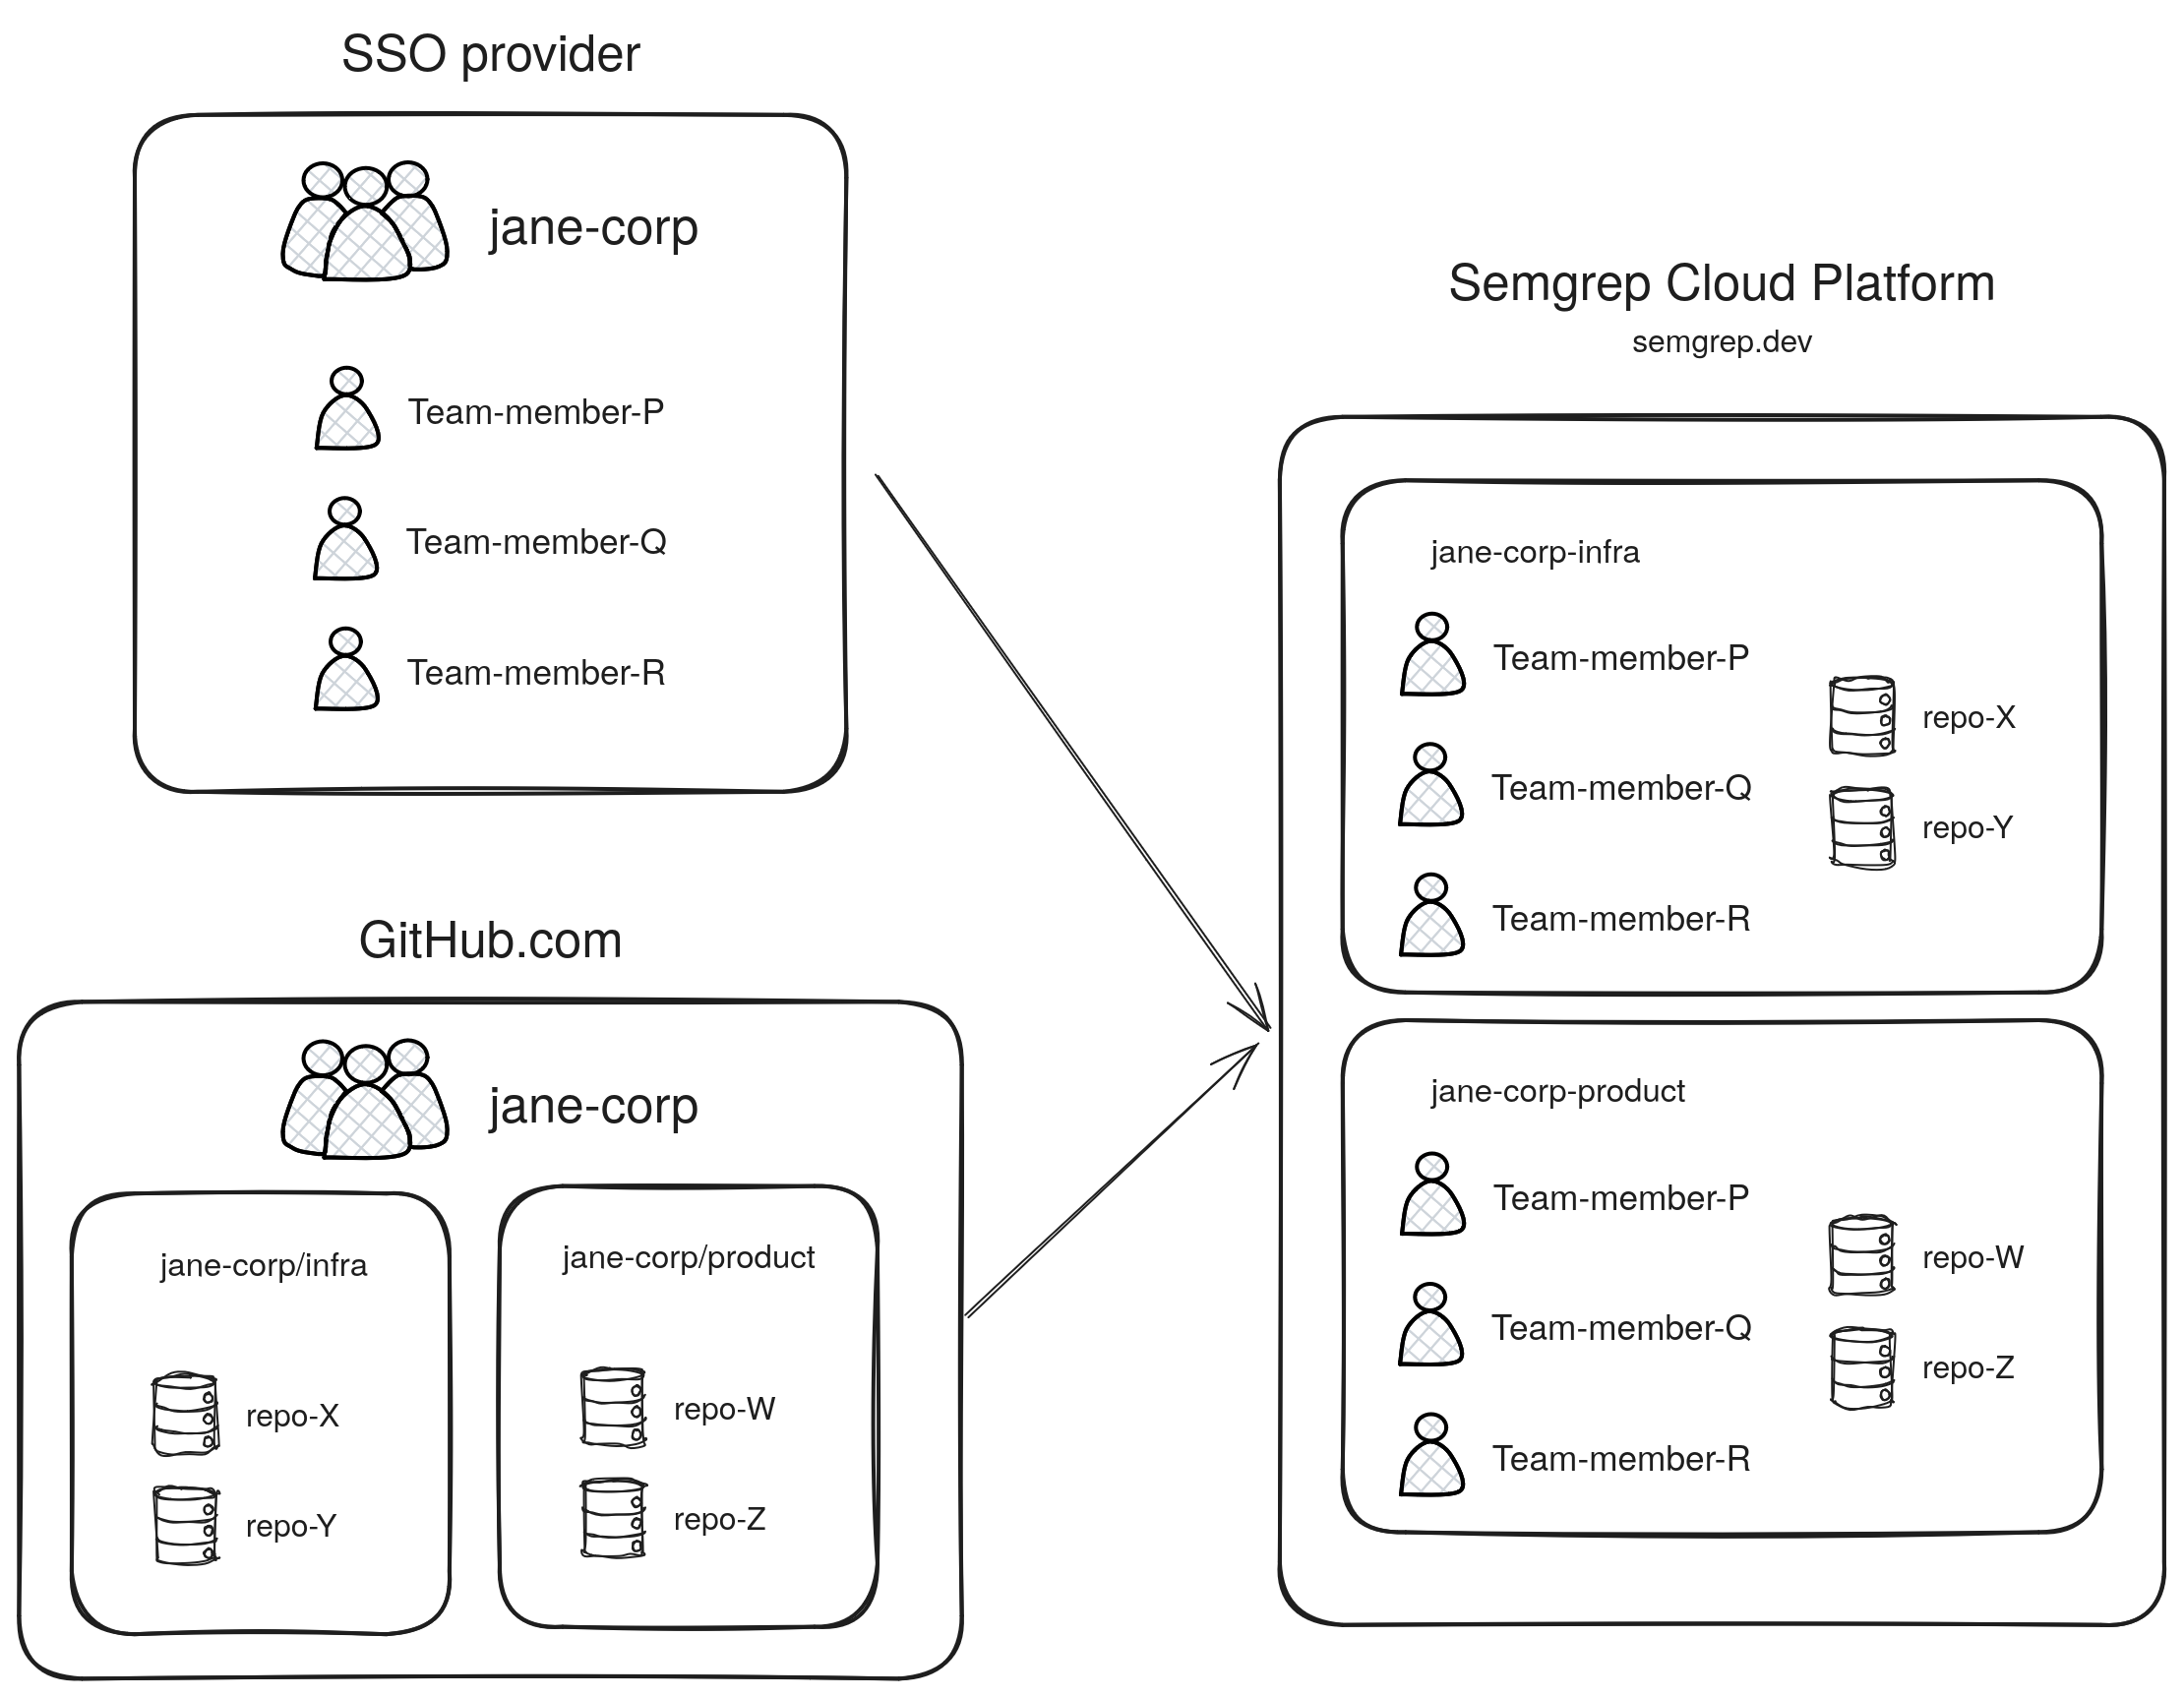 SSO provider
jane-corp
Team-member-P
Team-member-Q
Team-member-R
GitHub.com
jane-corp
jane-corp/infra
repo-X
repo-Y
jane-corp/product
repo-W
repo-Z
Semgrep Cloud Platform
semgrep.dev
jane-corp-infra
Team-member-P
Team-member-Q
Team-member-R
repo-X
repo-Y
jane-corp-product
Team-member-P
Team-member-Q
Team-member-R
repo-W
repo-Z